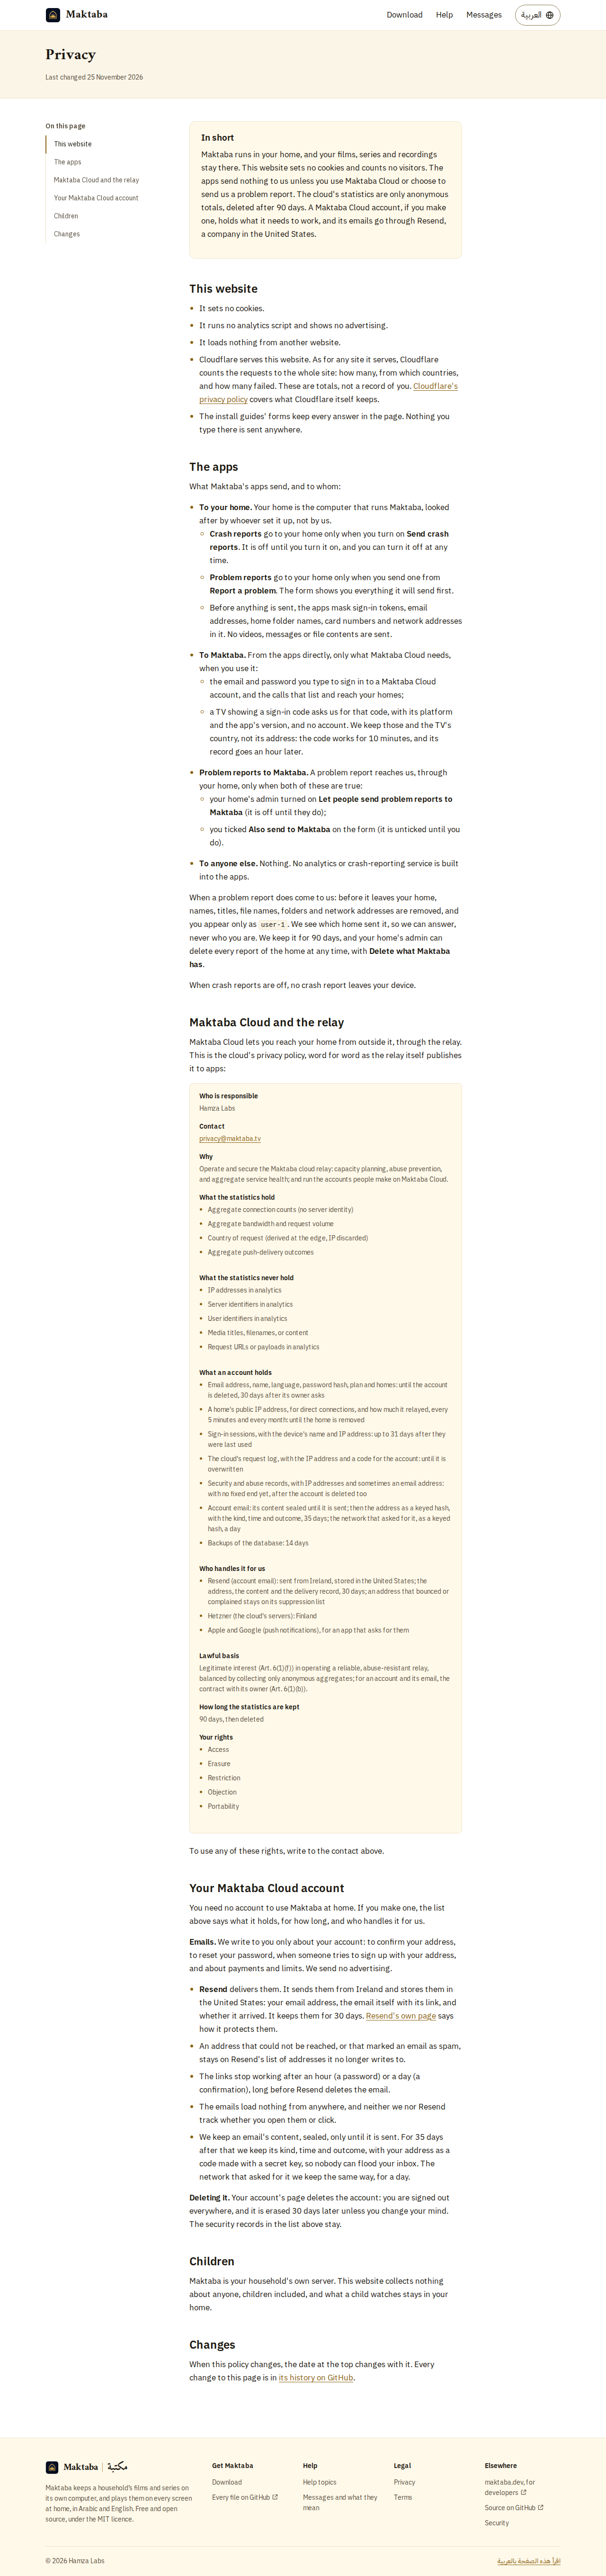 Maktaba
Download Help Messages العربية
Privacy
Last changed 25 November 2026
On this page
This website
The apps
Maktaba Cloud and the relay
Your Maktaba Cloud account
Children
Changes
In short
Maktaba runs in your home, and your films, series and recordings
stay there. This website sets no cookies and counts no visitors. The
apps send nothing to us unless you use Maktaba Cloud or choose to
send us a problem report. The cloud's statistics are only anonymous
totals, deleted after 90 days. A Maktaba Cloud account, if you make
one, holds what it needs to work, and its emails go through Resend,
a company in the United States.
This website
It sets no cookies.
It runs no analytics script and shows no advertising.
It loads nothing from another website.
Cloudflare serves this website. As for any site it serves, Cloudflare
counts the requests to the whole site: how many, from which countries,
and how many failed. These are totals, not a record of you. Cloudflare's
privacy policy covers what Cloudflare itself keeps.
The install guides' forms keep every answer in the page. Nothing you
type there is sent anywhere.
The apps
What Maktaba's apps send, and to whom:
To your home. Your home is the computer that runs Maktaba, looked
after by whoever set it up, not by us.
Crash reports go to your home only when you turn on Send crash
reports. It is off until you turn it on, and you can turn it off at any
time.
Problem reports go to your home only when you send one from
Report a problem. The form shows you everything it will send first.
Before anything is sent, the apps mask sign-in tokens, email
addresses, home folder names, card numbers and network addresses
in it. No videos, messages or file contents are sent.
To Maktaba. From the apps directly, only what Maktaba Cloud needs,
when you use it:
the email and password you type to sign in to a Maktaba Cloud
account, and the calls that list and reach your homes;
a TV showing a sign-in code asks us for that code, with its platform
and the app's version, and no account. We keep those and the TV's
country, not its address: the code works for 10 minutes, and its
record goes an hour later.
Problem reports to Maktaba. A problem report reaches us, through
your home, only when both of these are true:
your home's admin turned on Let people send problem reports to
Maktaba (it is off until they do);
you ticked Also send to Maktaba on the form (it is unticked until you
do).
To anyone else. Nothing. No analytics or crash-reporting service is built
into the apps.
When a problem report does come to us: before it leaves your home,
names, titles, file names, folders and network addresses are removed, and
you appear only as user-1. We see which home sent it, so we can answer,
never who you are. We keep it for 90 days, and your home's admin can
delete every report of the home at any time, with Delete what Maktaba
has.
When crash reports are off, no crash report leaves your device.
Maktaba Cloud and the relay
Maktaba Cloud lets you reach your home from outside it, through the relay.
This is the cloud's privacy policy, word for word as the relay itself publishes
it to apps:
Who is responsible
Hamza Labs
Contact
privacy@maktaba.tv
Why
Operate and secure the Maktaba cloud relay: capacity planning, abuse prevention,
and aggregate service health; and run the accounts people make on Maktaba Cloud.
What the statistics hold
Aggregate connection counts (no server identity)
Aggregate bandwidth and request volume
Country of request (derived at the edge, IP discarded)
Aggregate push-delivery outcomes
What the statistics never hold
IP addresses in analytics
Server identifiers in analytics
User identifiers in analytics
Media titles, filenames, or content
Request URLs or payloads in analytics
What an account holds
Email address, name, language, password hash, plan and homes: until the account
is deleted, 30 days after its owner asks
A home's public IP address, for direct connections, and how much it relayed, every
5 minutes and every month: until the home is removed
Sign-in sessions, with the device's name and IP address: up to 31 days after they
were last used
The cloud's request log, with the IP address and a code for the account: until it is
overwritten
Security and abuse records, with IP addresses and sometimes an email address:
with no fixed end yet, after the account is deleted too
Account email: its content sealed until it is sent; then the address as a keyed hash,
with the kind, time and outcome, 35 days; the network that asked for it, as a keyed
hash, a day
Backups of the database: 14 days
Who handles it for us
Resend (account email): sent from Ireland, stored in the United States; the
address, the content and the delivery record, 30 days; an address that bounced or
complained stays on its suppression list
Hetzner (the cloud's servers): Finland
Apple and Google (push notifications), for an app that asks for them
Lawful basis
Legitimate interest (Art. 6(1)(f)) in operating a reliable, abuse-resistant relay,
balanced by collecting only anonymous aggregates; for an account and its email, the
contract with its owner (Art. 6(1)(b)).
How long the statistics are kept
90 days, then deleted
Your rights
Access
Erasure
Restriction
Objection
Portability
To use any of these rights, write to the contact above.
Your Maktaba Cloud account
You need no account to use Maktaba at home. If you make one, the list
above says what it holds, for how long, and who handles it for us.
Emails. We write to you only about your account: to confirm your address,
to reset your password, when someone tries to sign up with your address,
and about payments and limits. We send no advertising.
Resend delivers them. It sends them from Ireland and stores them in
the United States: your email address, the email itself with its link, and
whether it arrived. It keeps them for 30 days. Resend's own page says
how it protects them.
An address that could not be reached, or that marked an email as spam,
stays on Resend's list of addresses it no longer writes to.
The links stop working after an hour (a password) or a day (a
confirmation), long before Resend deletes the email.
The emails load nothing from anywhere, and neither we nor Resend
track whether you open them or click.
We keep an email's content, sealed, only until it is sent. For 35 days
after that we keep its kind, time and outcome, with your address as a
code made with a secret key, so nobody can flood your inbox. The
network that asked for it we keep the same way, for a day.
Deleting it. Your account's page deletes the account: you are signed out
everywhere, and it is erased 30 days later unless you change your mind.
The security records in the list above stay.
Children
Maktaba is your household's own server. This website collects nothing
about anyone, children included, and what a child watches stays in your
home.
Changes
When this policy changes, the date at the top changes with it. Every
change to this page is in its history on GitHub.
Maktaba | مكتبة
Maktaba keeps a household's films and series on
its own computer, and plays them on every screen
at home, in Arabic and English. Free and open
source, under the MIT licence.
Get Maktaba
Download
Every file on GitHub
Help
Help topics
Messages and what they
mean
Legal
Privacy
Terms
Elsewhere
maktaba.dev, for
developers
Source on GitHub
Security
© 2026 Hamza Labs
اقرأ هذه الصفحة بالعربية